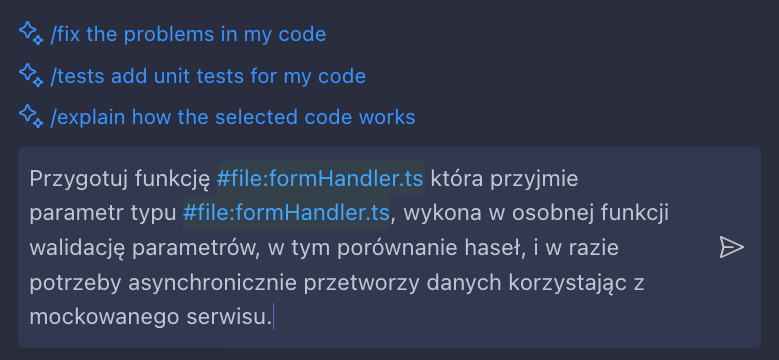 /fix the problems in my code
/tests add unit tests for my code
/explain how the selected code works
Przygotuj funkcję #file:formHandler.ts która przyjmie
parametr typu #file:formHandler.ts, wykona w osobnej funkcji
walidację parametrów, w tym porównanie haseł, i w razie
potrzeby asynchronicznie przetworzy danych korzystając z
mockowanego serwisu.